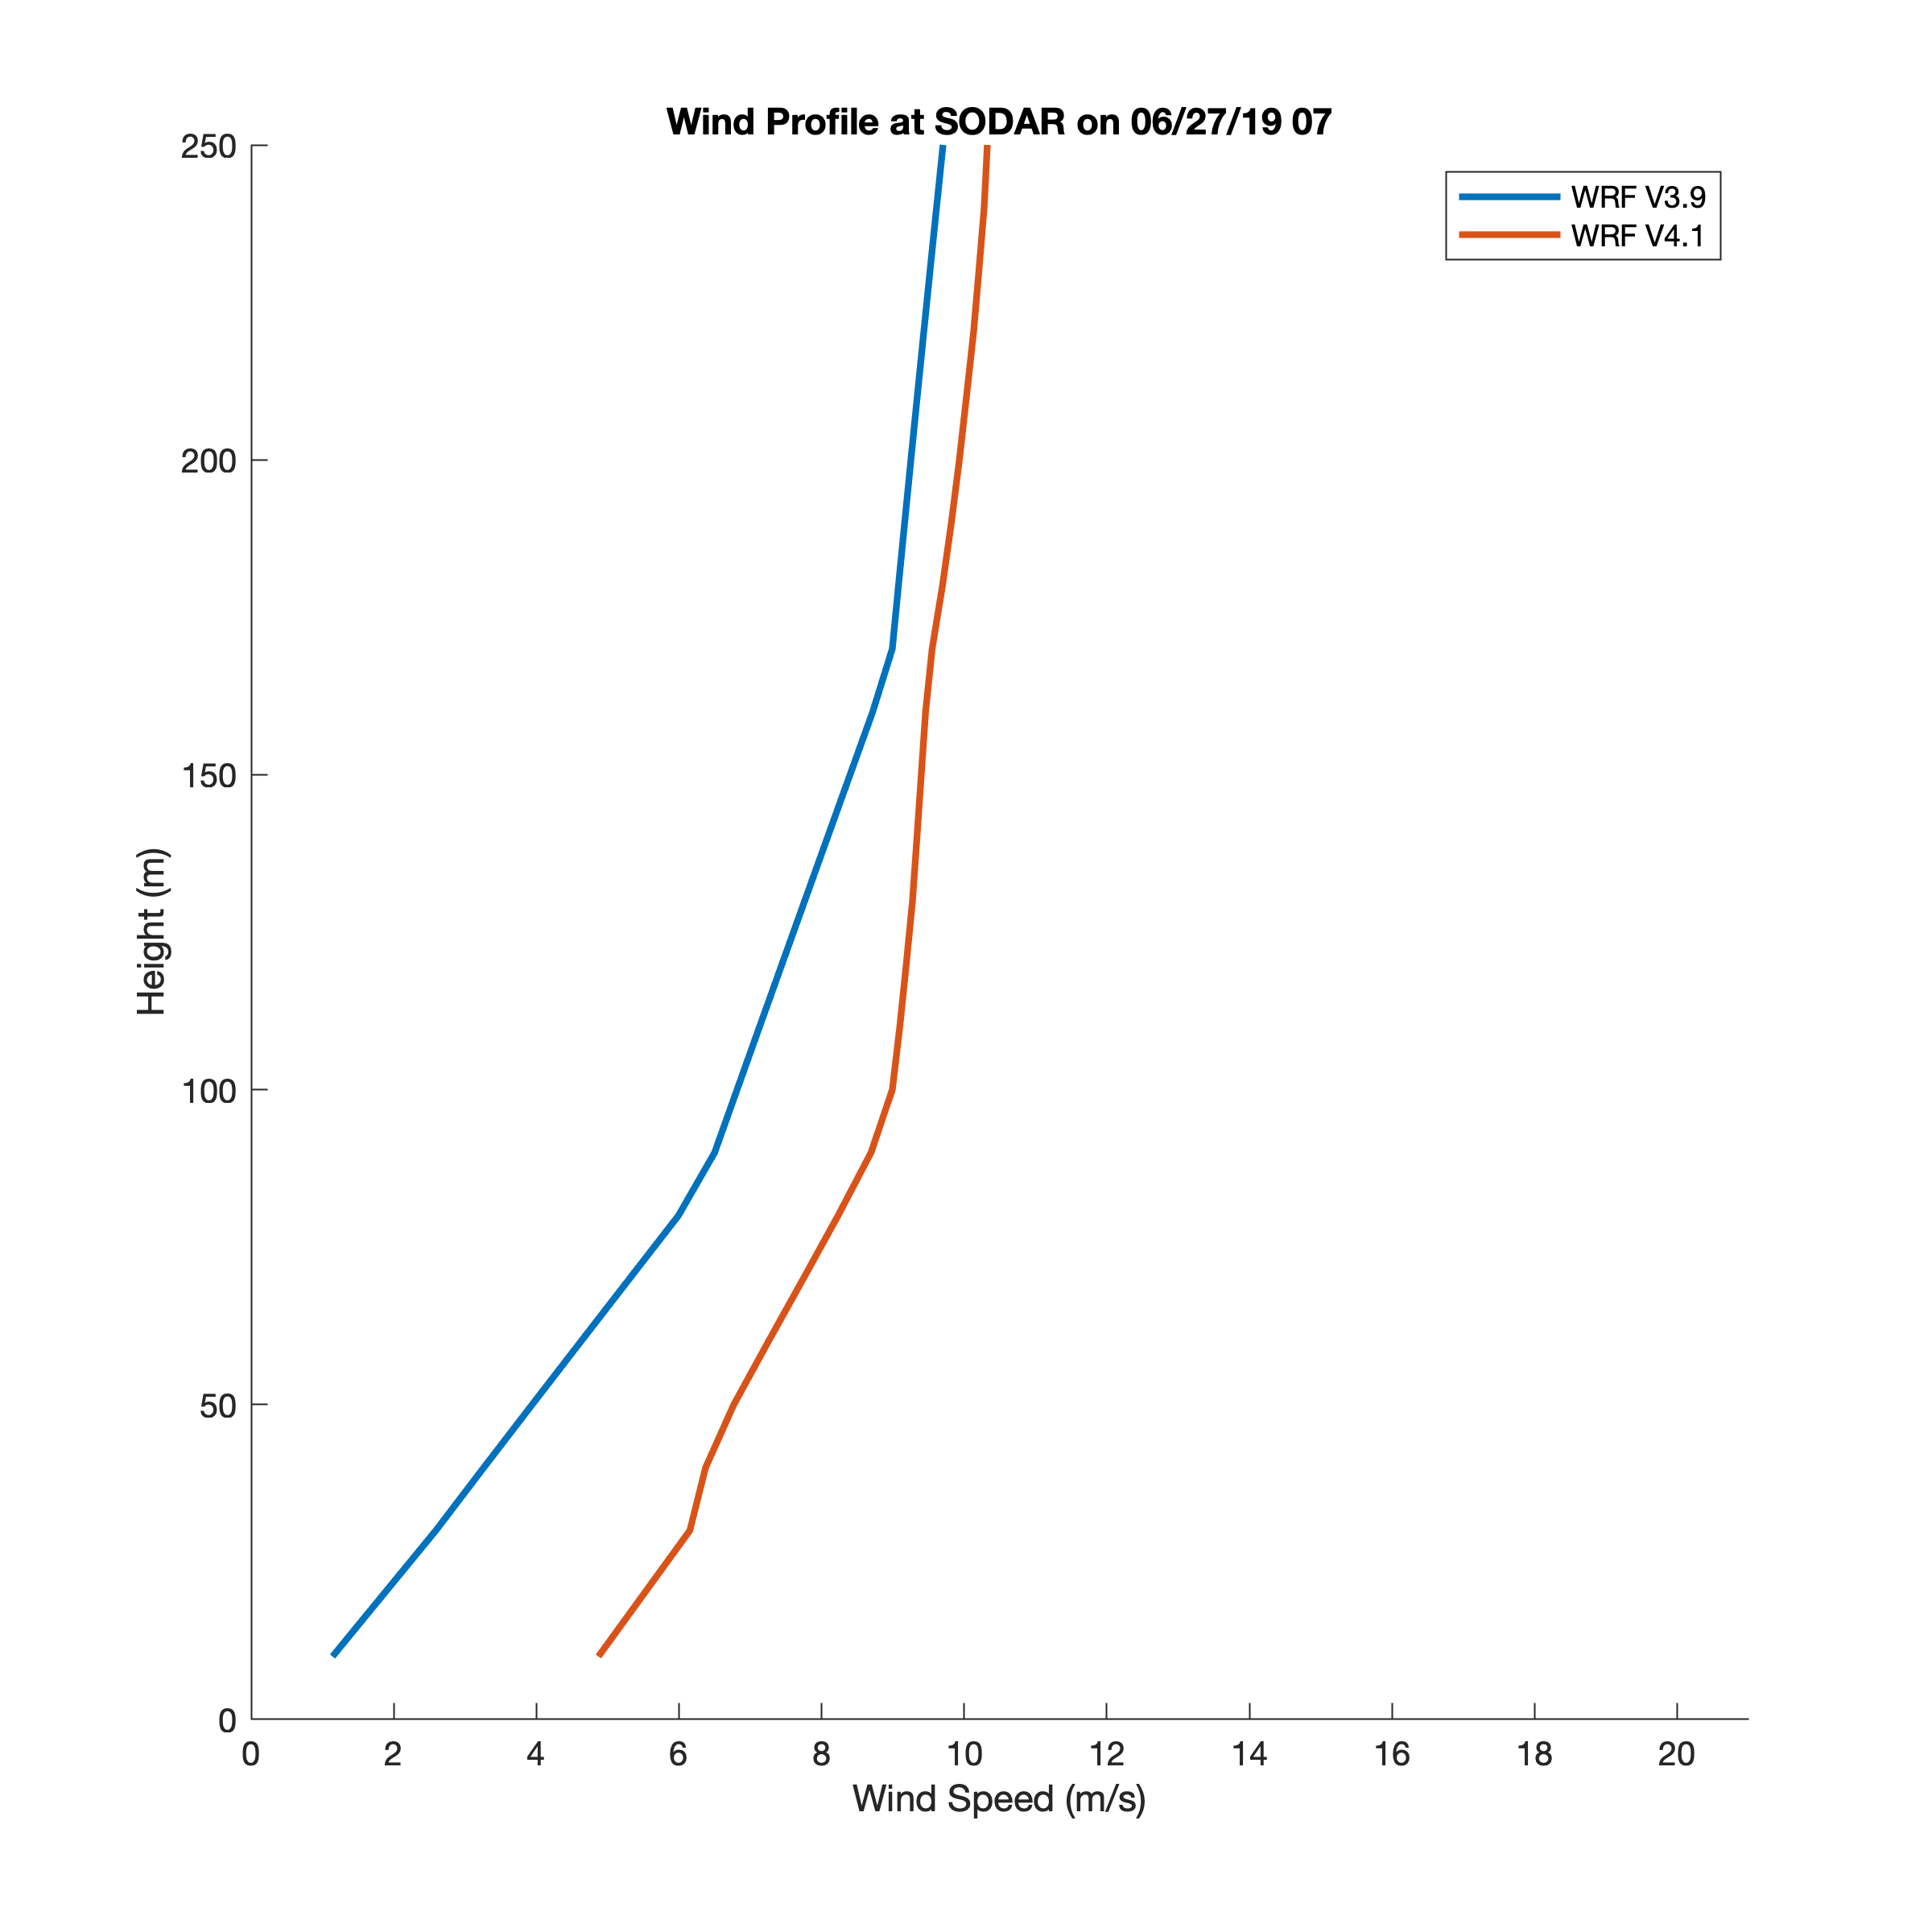 Wind Profile at SODAR on 06/27/19 07
WRF V3.9
WRF V4.1
250
200
150
100
50
0
Height (m)
0 2 4 6 8 10 12 14 16 18 20
Wind Speed (m/s)